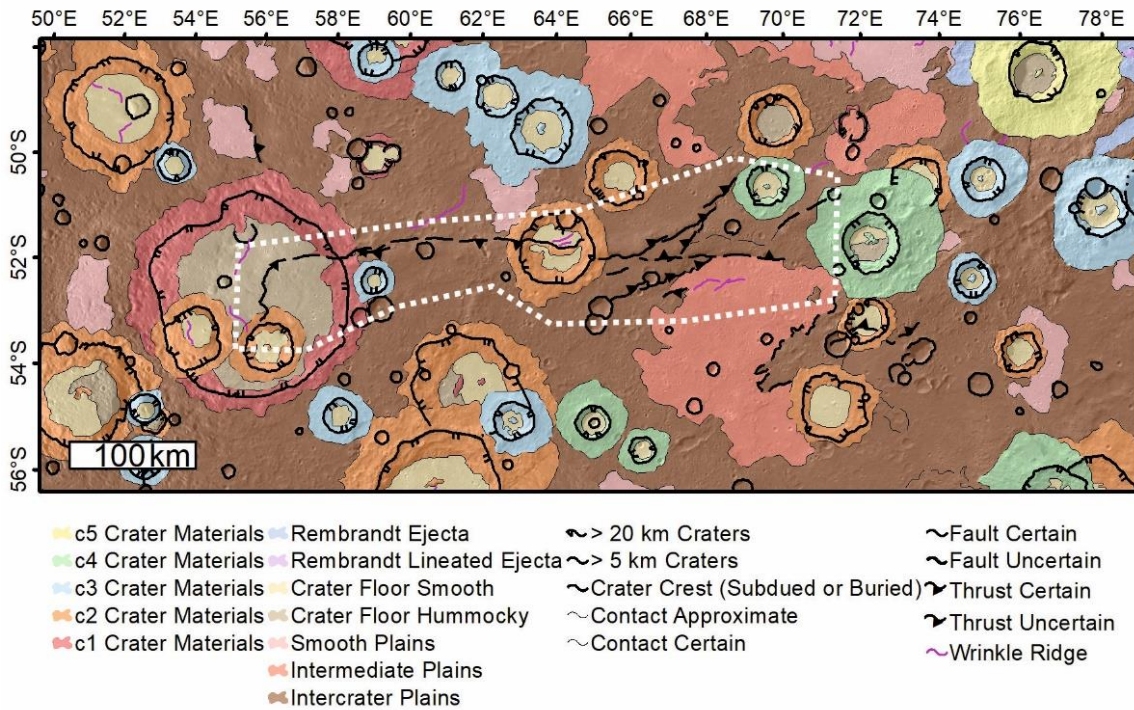 50°E 52°E 54°E 56°E 58°E 60°E 62°E 64°E 66°E 68°E 70°E 72°E 74°E 76°E 78°E
50°S
52°S
54°S
56°S
100 km
c5 Crater Materials
c4 Crater Materials
c3 Crater Materials
c2 Crater Materials
c1 Crater Materials
Rembrandt Ejecta
Rembrandt Lineated Ejecta
Crater Floor Smooth
Crater Floor Hummocky
Smooth Plains
Intermediate Plains
Intercrater Plains
> 20 km Craters
> 5 km Craters
Crater Crest (Subdued or Buried)
Contact Approximate
Contact Certain
Fault Certain
Fault Uncertain
Thrust Certain
Thrust Uncertain
Wrinkle Ridge